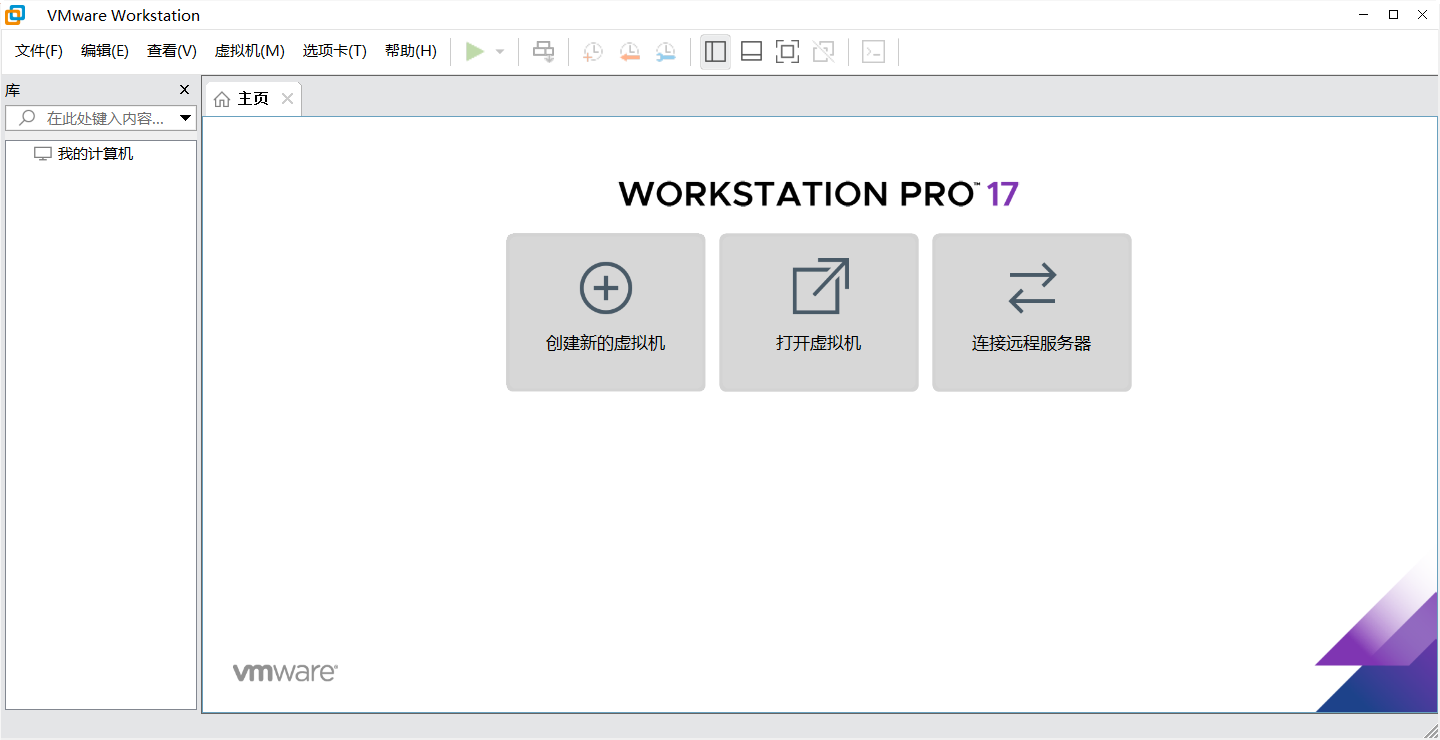 VMware Workstation
文件(F) 编辑(E) 查看(V) 虚拟机(M) 选项卡(T) 帮助(H)
库
主页
在此处键入内容...
我的计算机
WORKSTATION PRO™ 17
创建新的虚拟机 打开虚拟机 连接远程服务器
vmware®